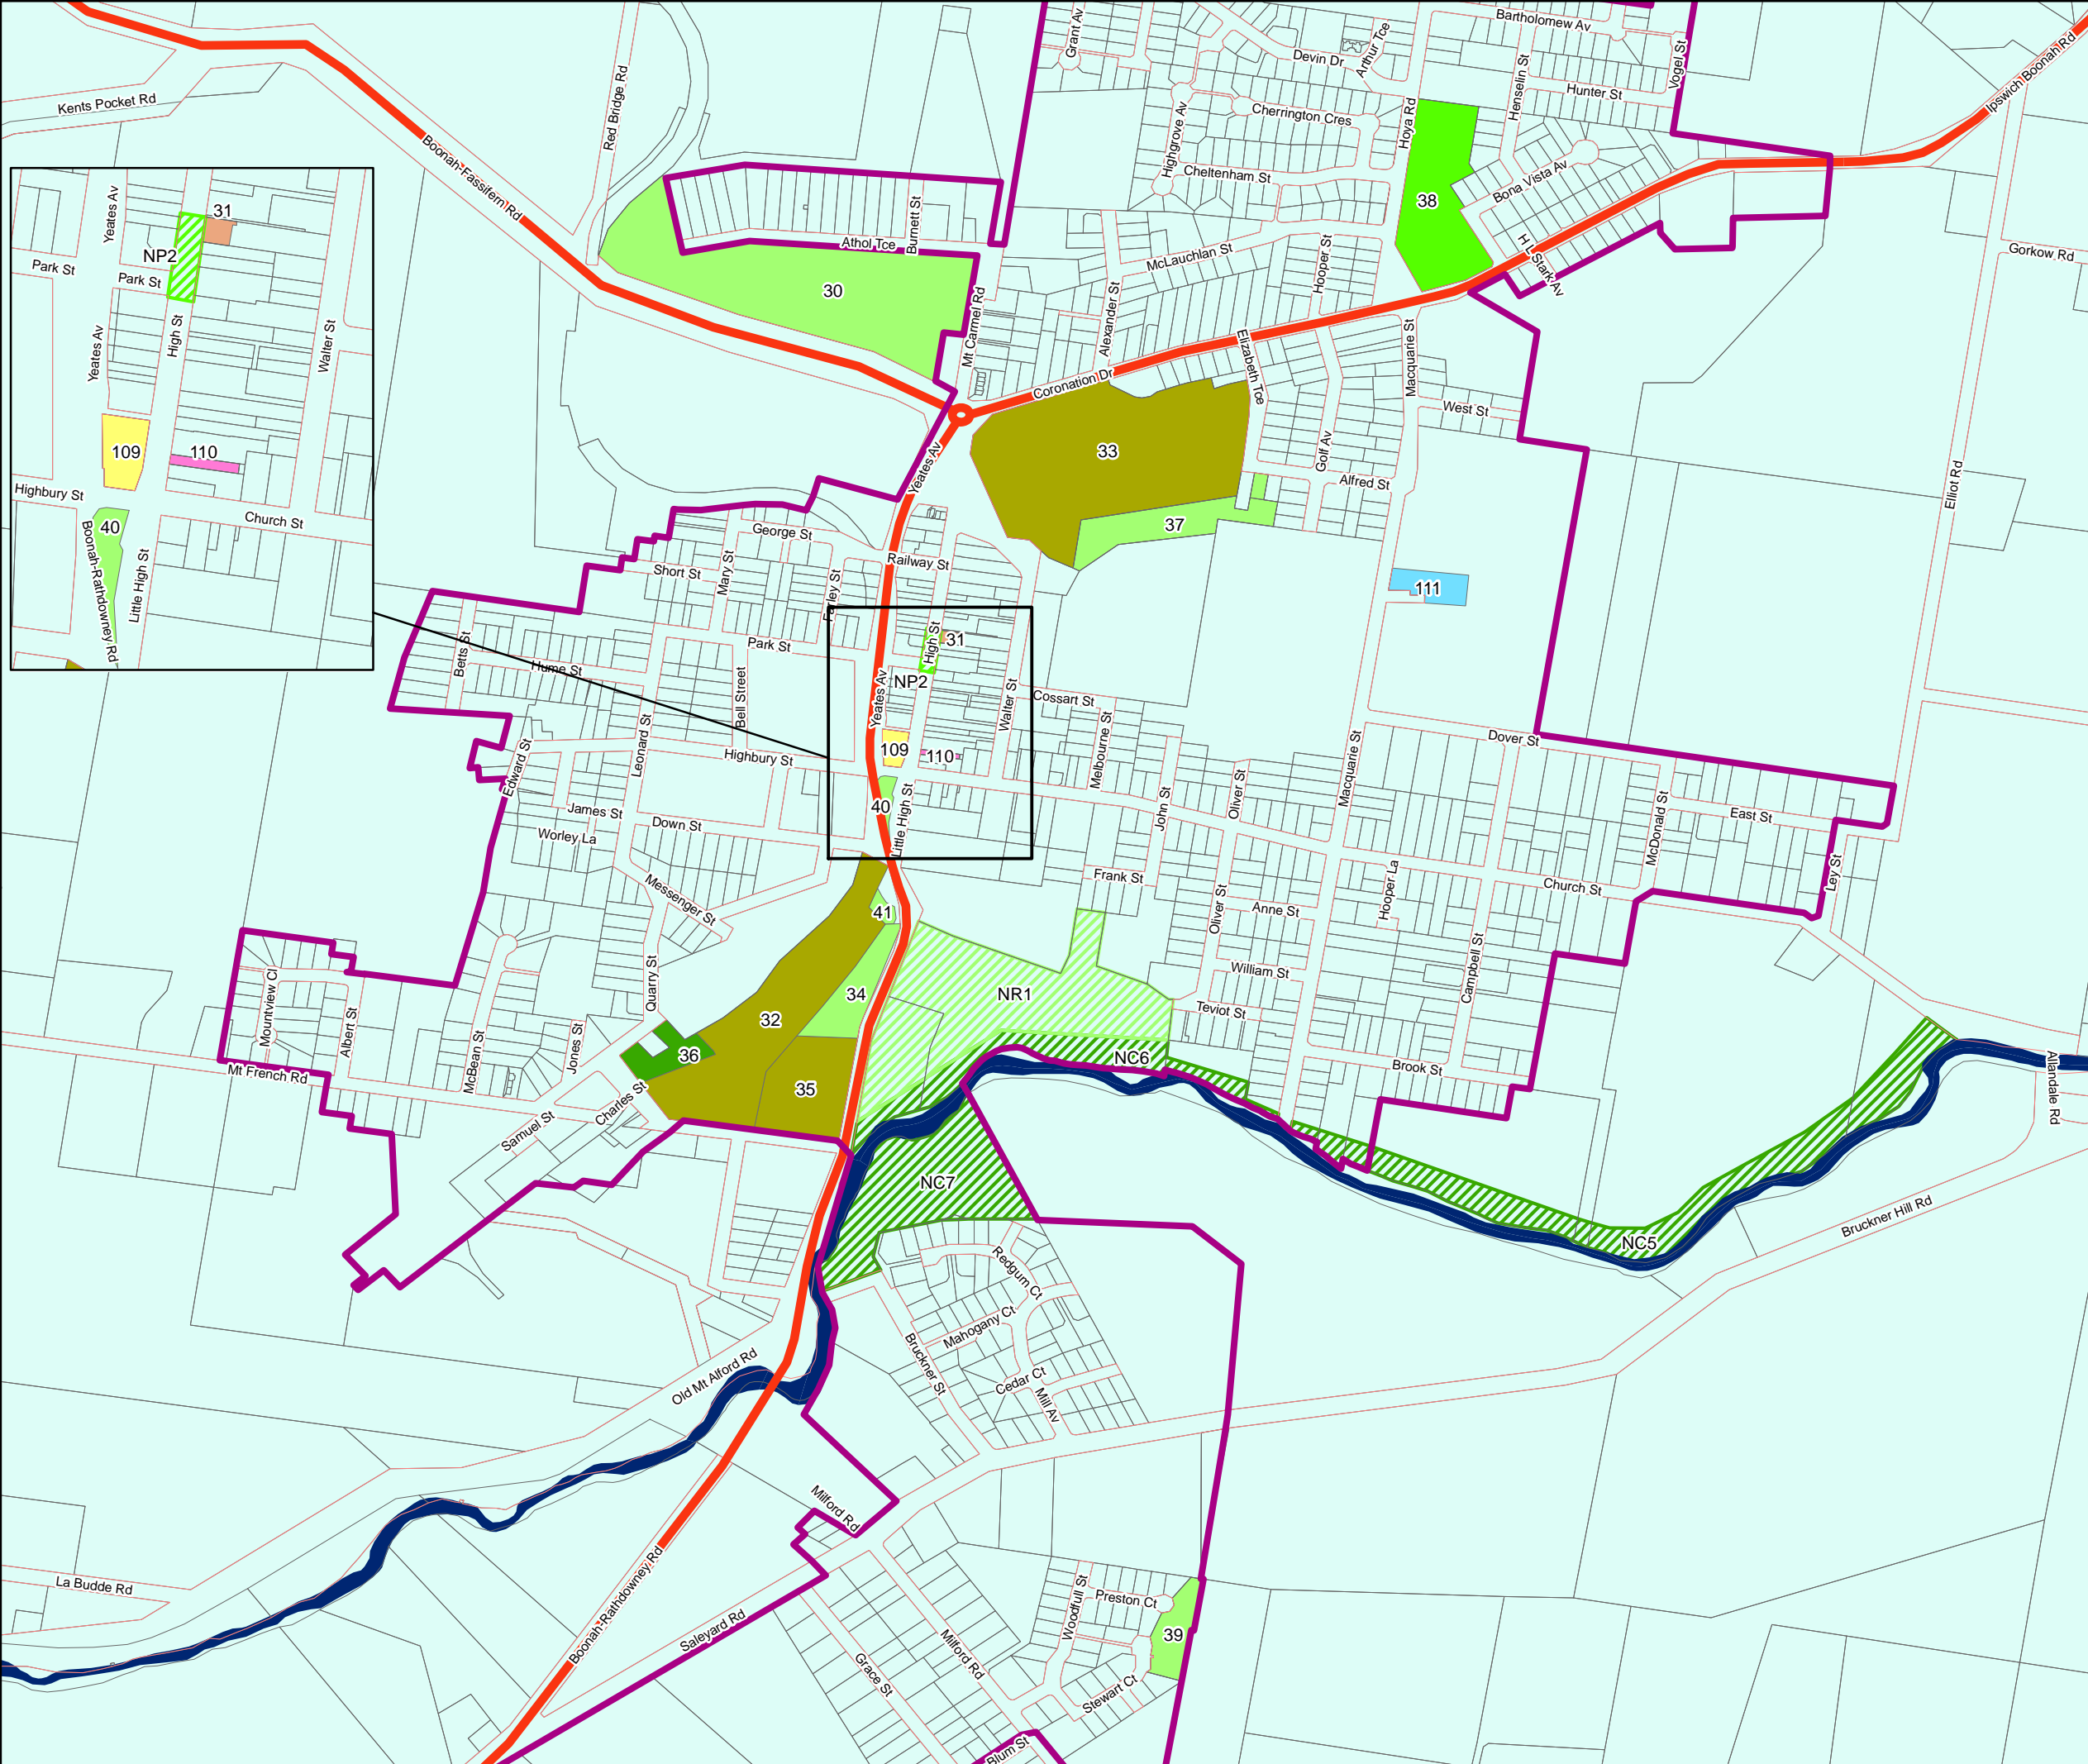 Bartholomew Av
Grant Av
Arthur Tce
Devin Dr
Vogel St
Ipswich Boonah Rd
Henselin St
Hunter St
Red Bridge Rd
Kents Pocket Rd
Cherrington Cres
Hoya Rd
Highgrove Av
Boonah-Fassifern Rd
Cheltenham St
Bona Vista Av
38
Burnett St
Athol Tce
McLauchlan St
Hooper St
H L Stark Av
Gorkow Rd
30
Alexander St
Mt Carmel Rd
Elizabeth Tce
Macquarie St
Coronation Dr
West St
33
Golf Av
Yeates Av
Alfred St
Elliot Rd
37
George St
Railway St
Short St
Mary St
Farley St
111
31
High St
Park St
NP2
Betts St
Hume St
Bell Street
Yeates Av
Walter St
Cossart St
Melbourne St
Leonard St
Highbury St
109
110
Dover St
Macquarie St
Edward St
40
Little High St
John St
Oliver St
East St
McDonald St
James St
Down St
Worley La
Frank St
Church St
Ley St
Messenger St
Hooper La
Oliver St
Anne St
41
Campbell St
William St
Quarry St
34
NR1
Teviot St
Mountview Cl
Albert St
McBean St
Jones St
32
36
NC6
Brook St
Mt French Rd
Allandale Rd
35
Charles St
Samuel St
NC7
NC5
Bruckner Hill Rd
Redgum Ct
Mahogany Ct
Bruckner St
Cedar Ct
Mill Av
Old Mt Alford Rd
Milford Rd
La Budde Rd
Boonah-Rathdowney Rd
Saleyard Rd
Preston Ct
Woodfull St
39
Milford Rd
Grace St
Stewart Ct
Blum St
Yeates Av
31
NP2
Park St
Park St
High St
Yeates Av
Walter St
109
110
Highbury St
Church St
40
Boonah-Rathdowney Rd
Little High St